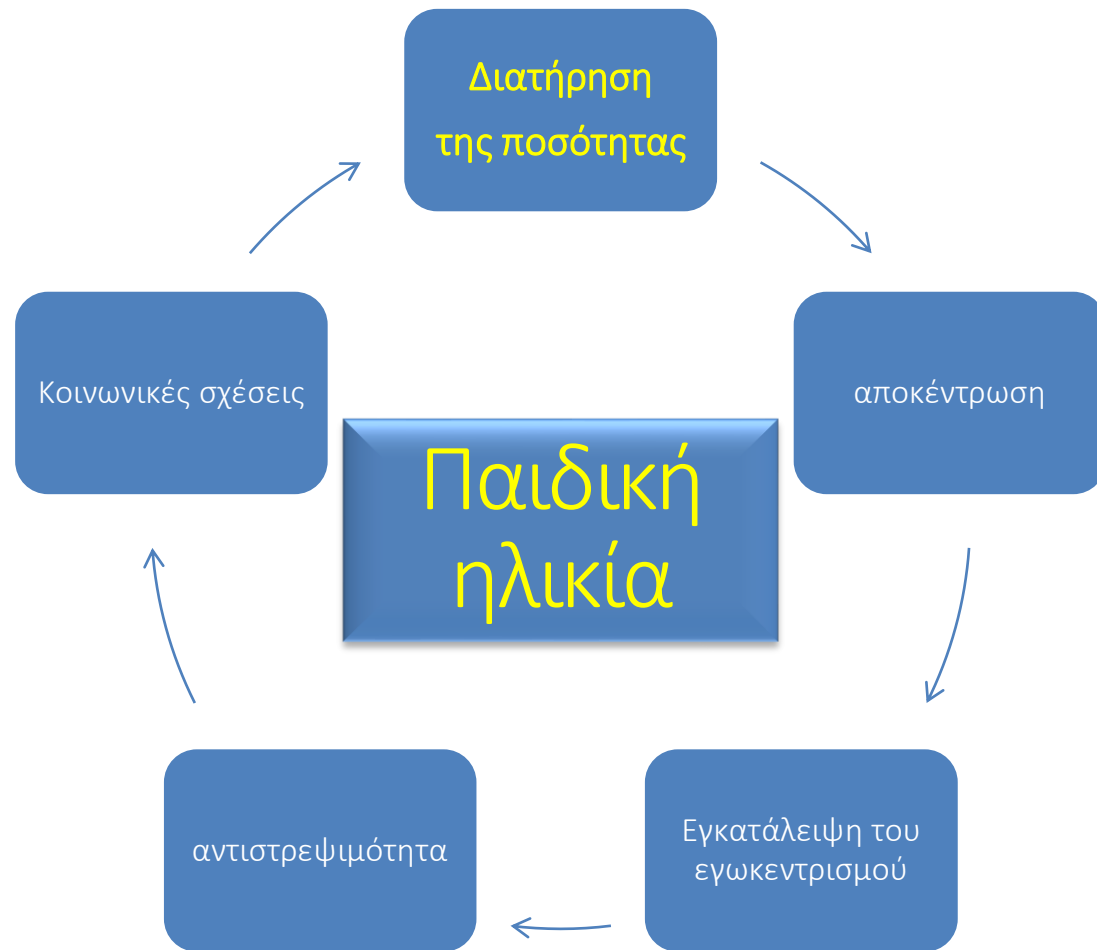 Διατήρηση
της ποσότητας
αποκέντρωση
Εγκατάλειψη του
εγωκεντρισμού
αντιστρεψιμότητα
Κοινωνικές σχέσεις
Παιδική
ηλικία